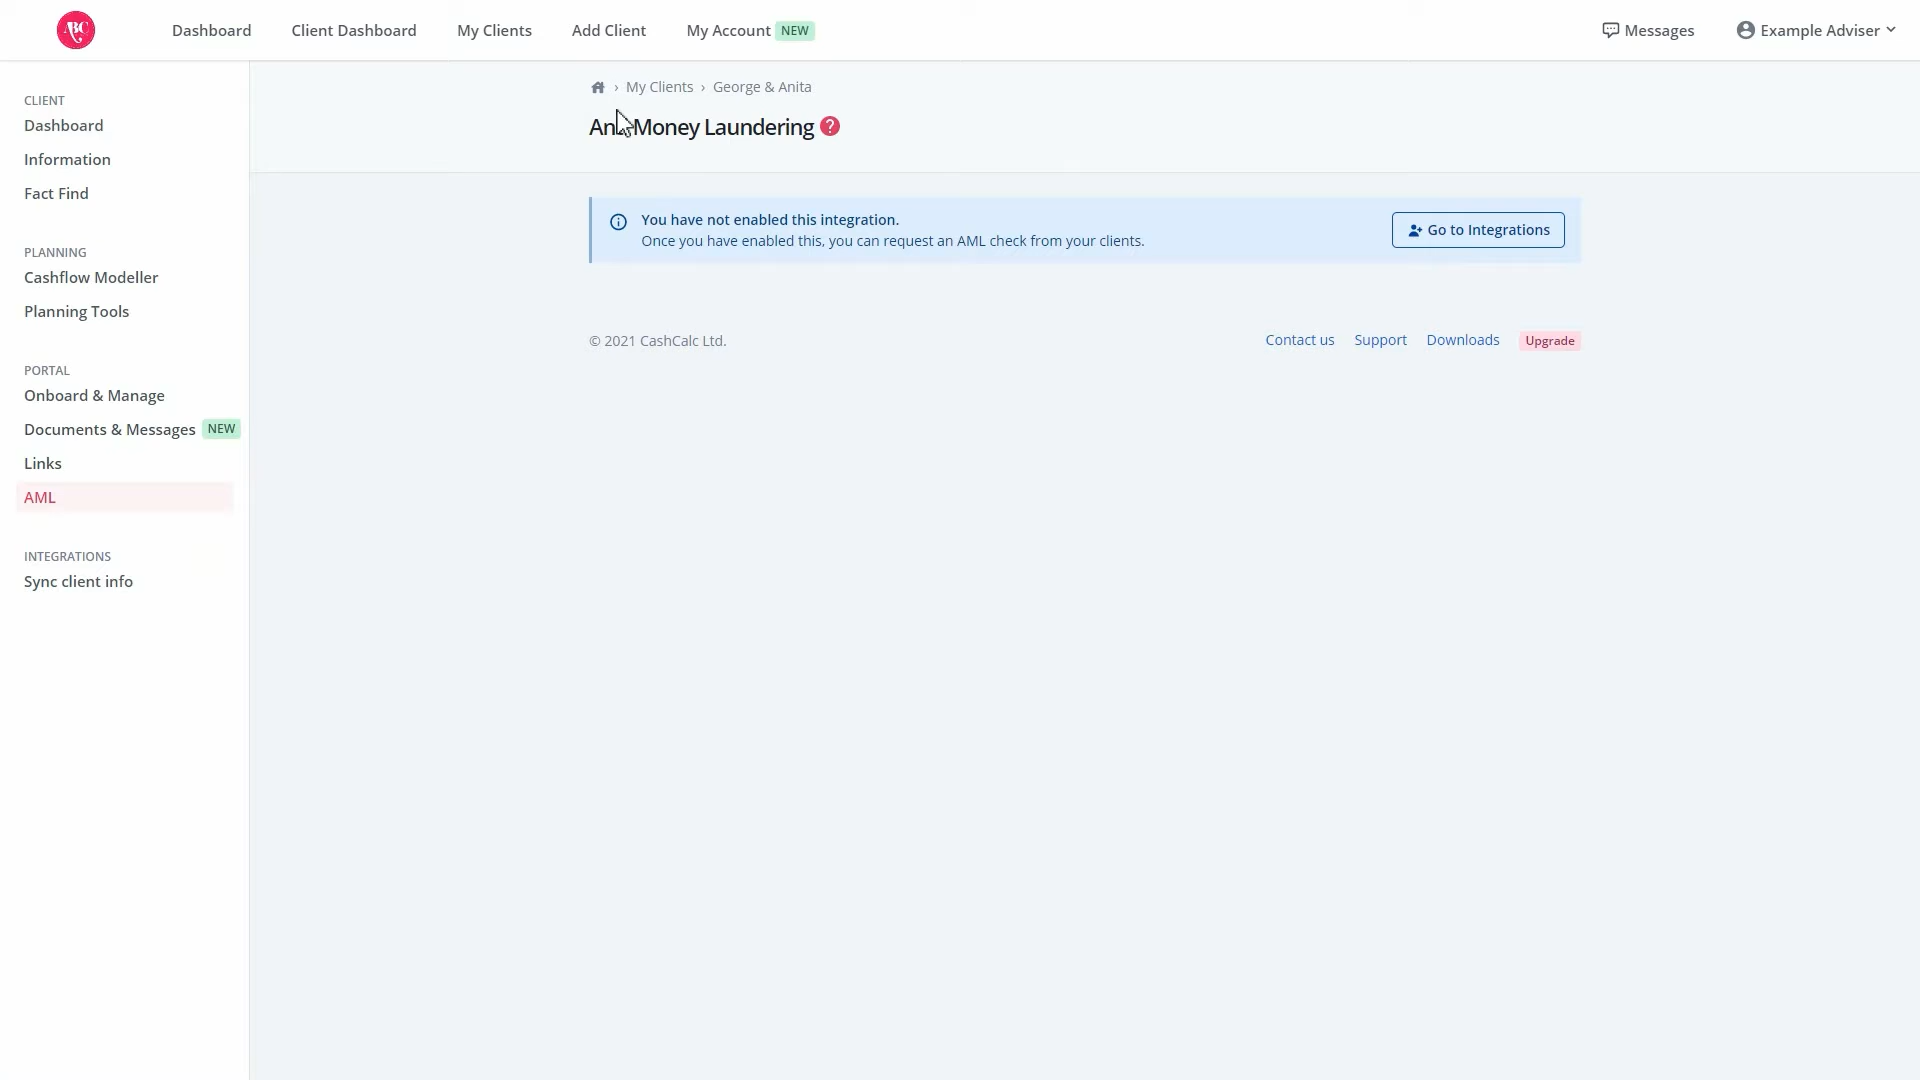 ABC
Dashboard
Client Dashboard
My Clients
Add Client
My Account NEW
Messages
Example Adviser
CLIENT
Dashboard
Information
Fact Find
PLANNING
Cashflow Modeller
Planning Tools
PORTAL
Onboard & Manage
Documents & Messages NEW
Links
AML
INTEGRATIONS
Sync client info
› My Clients › George & Anita
Money Laundering ?
You have not enabled this integration.
Once you have enabled this, you can request an AML check from your clients.
Go to Integrations
© 2021 CashCalc Ltd.
Contact us
Support
Downloads
Upgrade